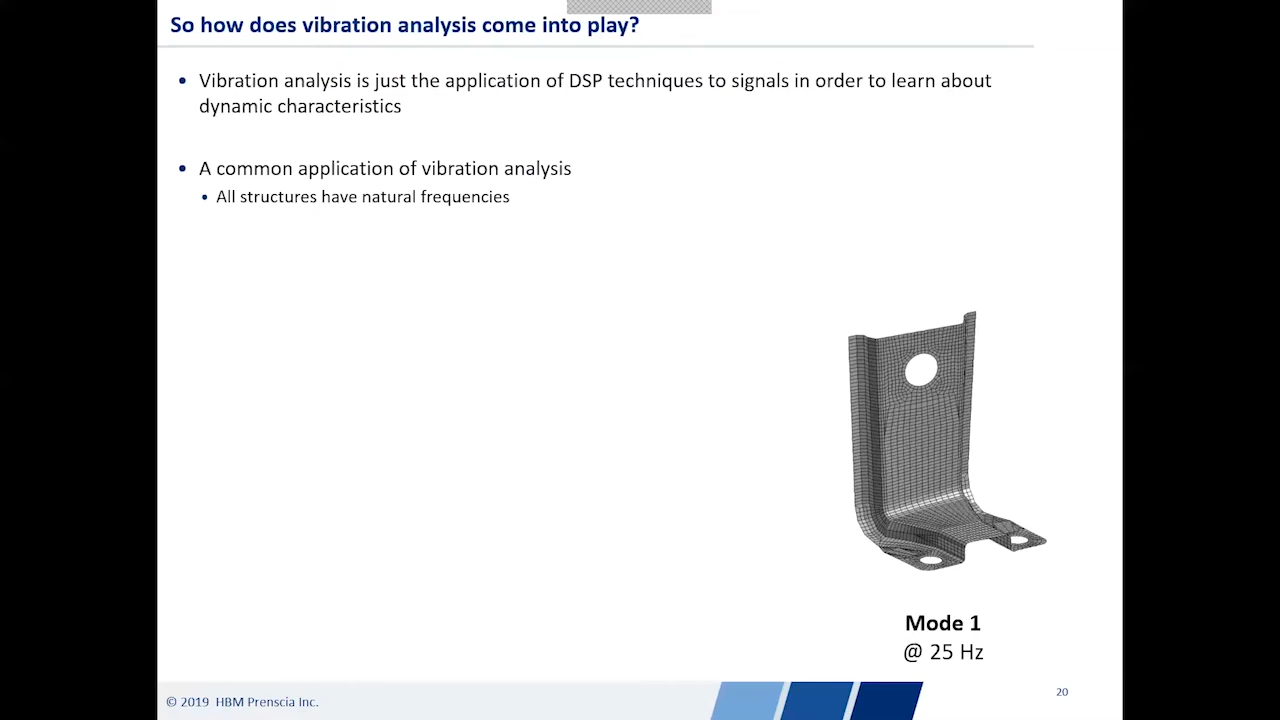 So how does vibration analysis come into play?
• Vibration analysis is just the application of DSP techniques to signals in order to learn about
dynamic characteristics
• A common application of vibration analysis
• All structures have natural frequencies
Mode 1
@ 25 Hz
© 2019 HBM Prenscia Inc.
20